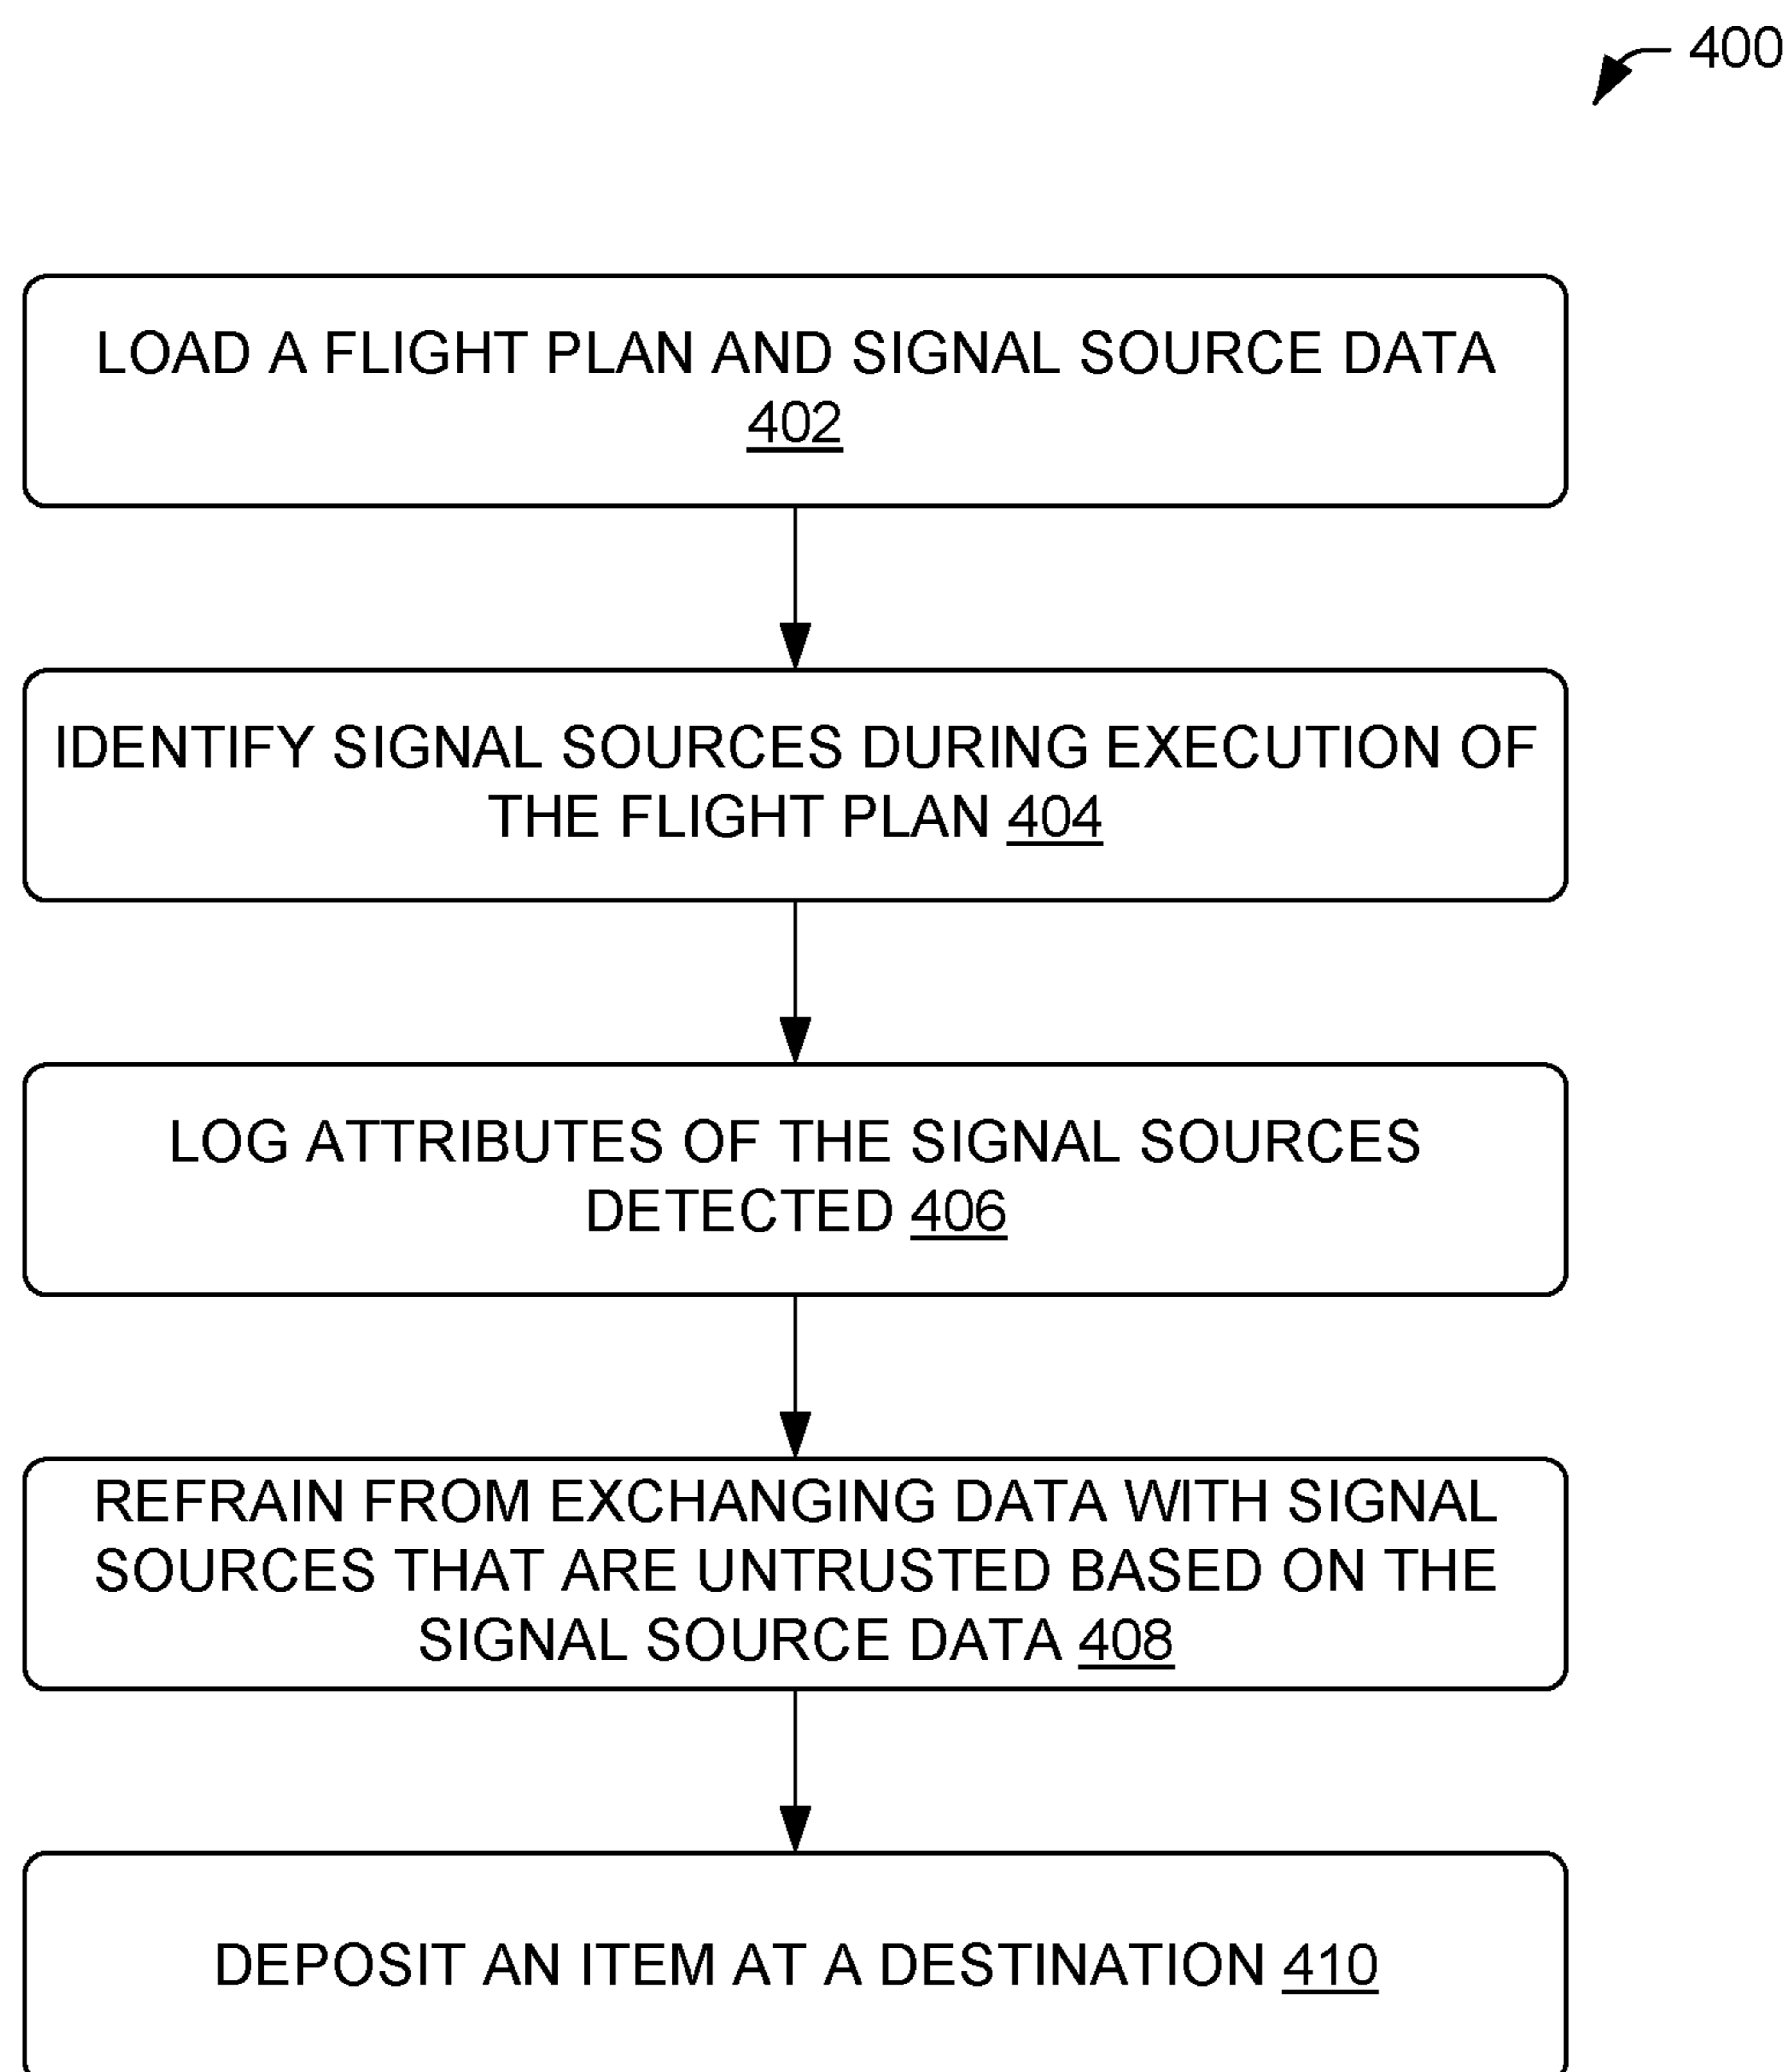 400
LOAD A FLIGHT PLAN AND SIGNAL SOURCE DATA
402
IDENTIFY SIGNAL SOURCES DURING EXECUTION OF
THE FLIGHT PLAN 404
LOG ATTRIBUTES OF THE SIGNAL SOURCES
DETECTED 406
REFRAIN FROM EXCHANGING DATA WITH SIGNAL
SOURCES THAT ARE UNTRUSTED BASED ON THE
SIGNAL SOURCE DATA 408
DEPOSIT AN ITEM AT A DESTINATION 410